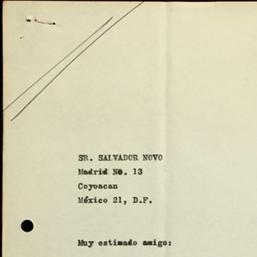 SR. SALVADOR NOVO
Madrid No. 13
Coyoacan
México 21, D.F.
Muy estimado amigo: